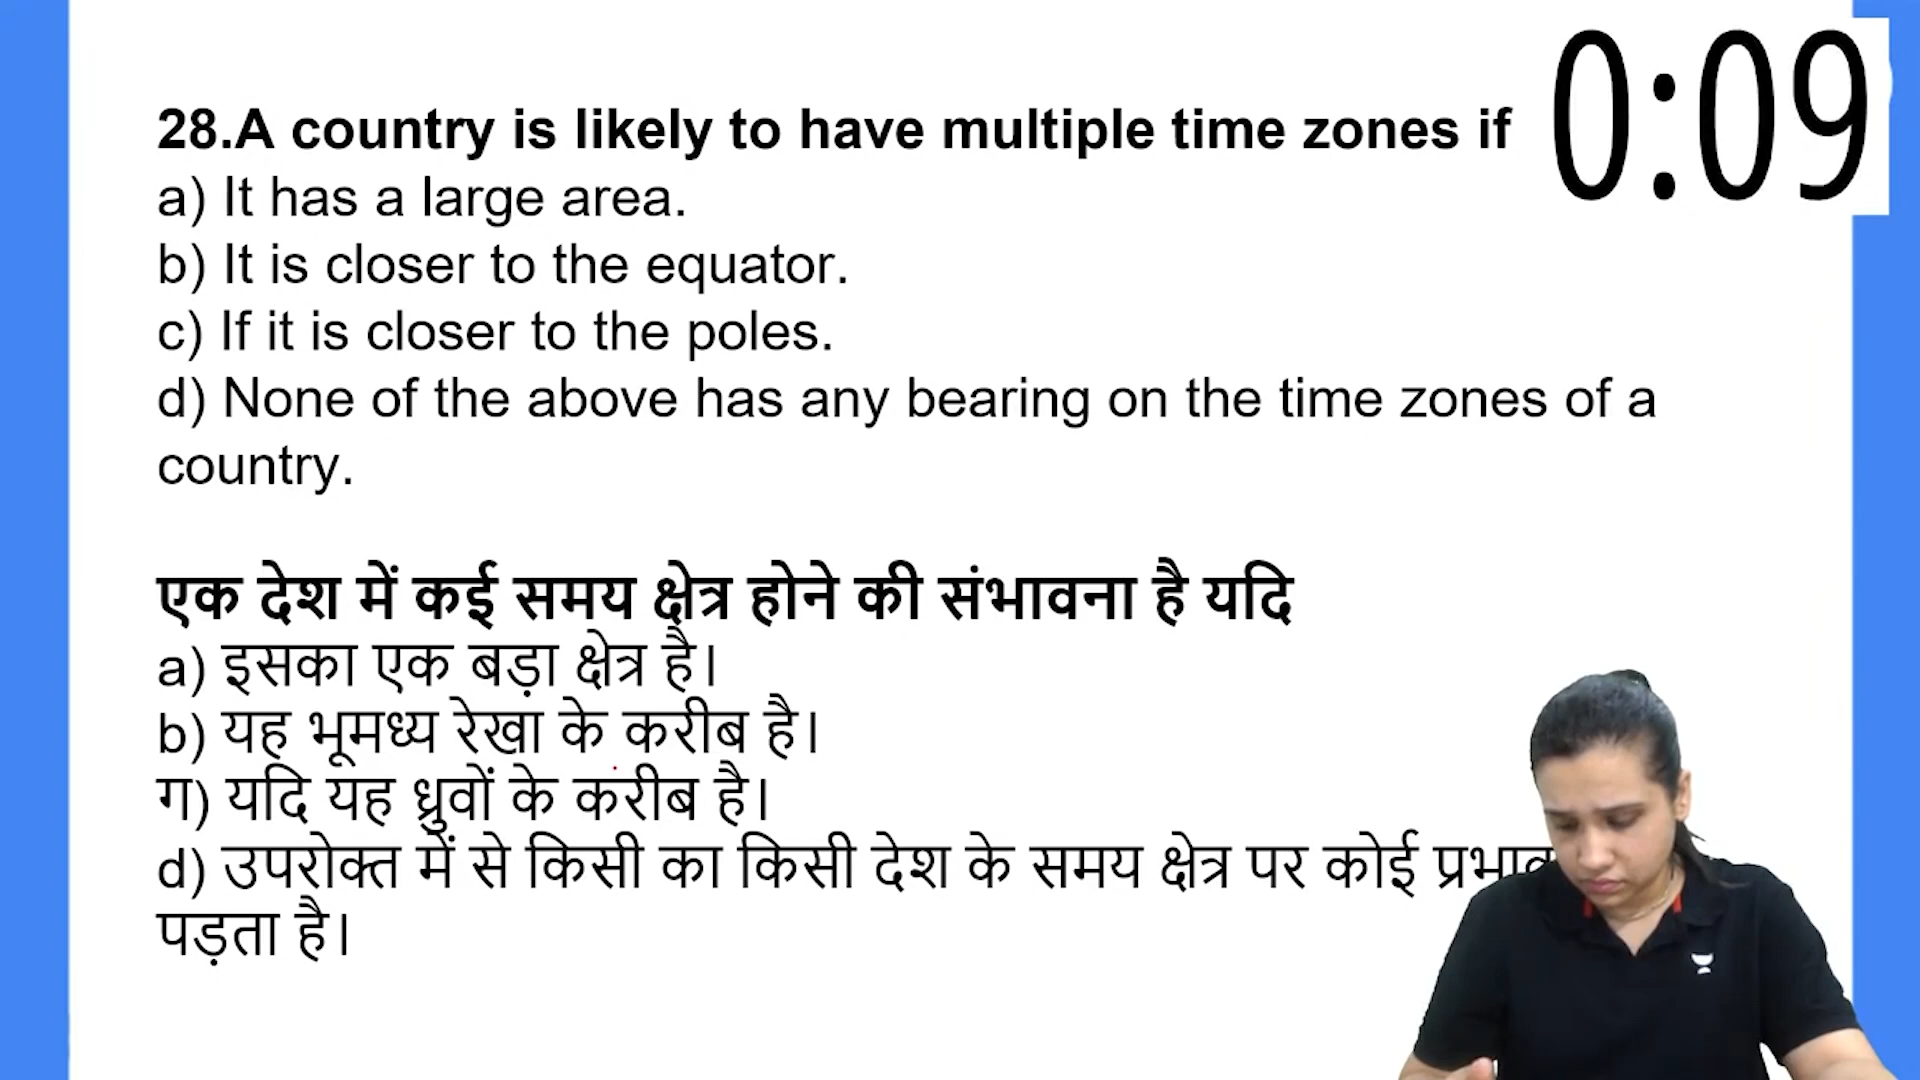 0:09
28.A country is likely to have multiple time zones if
a) It has a large area.
b) It is closer to the equator.
c) If it is closer to the poles.
d) None of the above has any bearing on the time zones of a
country.
एक देश में कई समय क्षेत्र होने की संभावना है यदि
a) इसका एक बड़ा क्षेत्र है।
b) यह भूमध्य रेखा के करीब है।
ग) यदि यह ध्रुवों के करीब है।
d) उपरोक्त में से किसी का किसी देश के समय क्षेत्र पर कोई
पड़ता है।